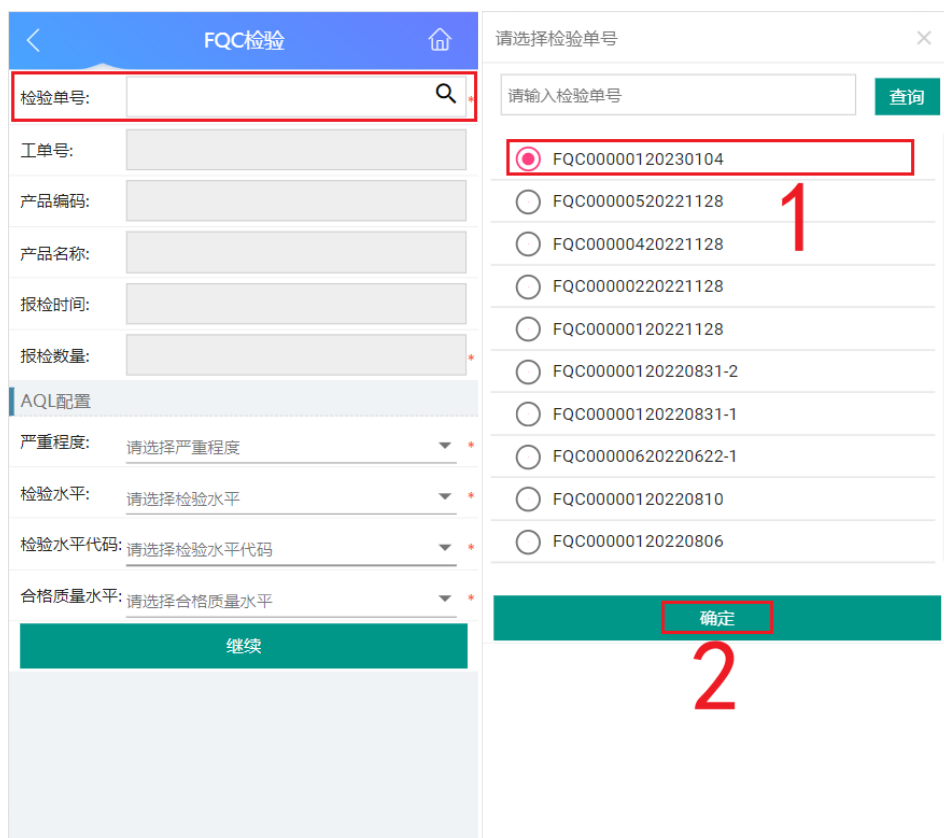 FQC检验
检验单号:
*
工单号:
产品编码:
产品名称:
报检时间:
报检数量:
*
AQL配置
严重程度: 请选择严重程度 *
检验水平: 请选择检验水平 *
检验水平代码: 请选择检验水平代码 *
合格质量水平: 请选择合格质量水平 *
继续
请选择检验单号
请输入检验单号 查询
FQC00000120230104
1
FQC00000520221128
FQC00000420221128
FQC00000220221128
FQC00000120221128
FQC00000120220831-2
FQC00000120220831-1
FQC00000620220622-1
FQC00000120220810
FQC00000120220806
确定
2